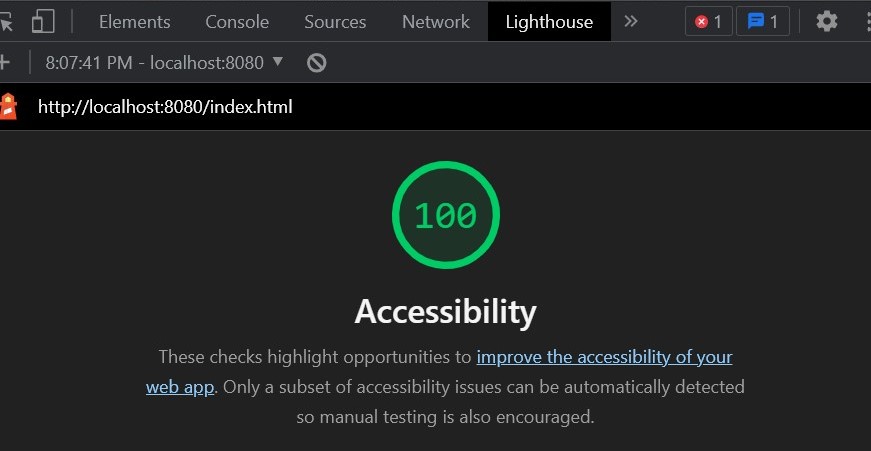 Elements Console Sources Network Lighthouse 1 1
8:07:41 PM - localhost:8080
http://localhost:8080/index.html
100
Accessibility
These checks highlight opportunities to improve the accessibility of your
web app. Only a subset of accessibility issues can be automatically detected
so manual testing is also encouraged.